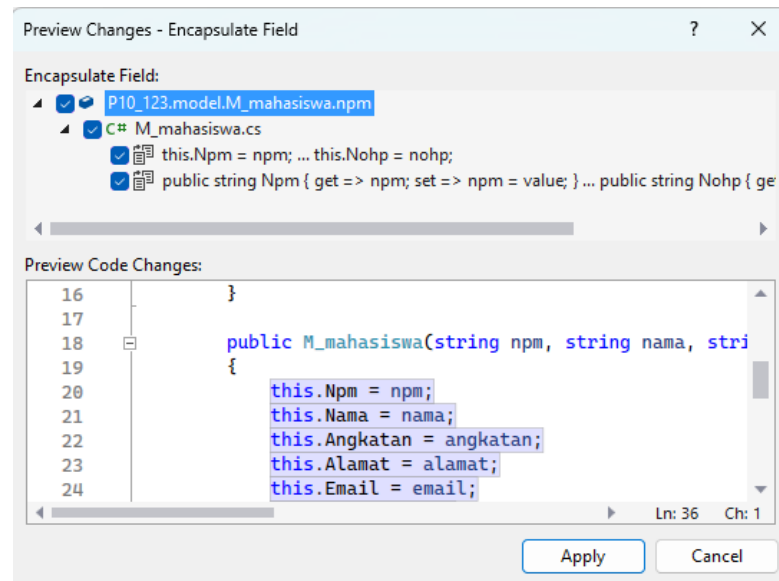 Preview Changes - Encapsulate Field ? ×
Encapsulate Field:
P10_123.model.M_mahasiswa.npm
C# M_mahasiswa.cs
this.Npm = npm; ... this.Nohp = nohp;
public string Npm { get => npm; set => npm = value; } ... public string Nohp { ge
Preview Code Changes:
16 }
17
18 public M_mahasiswa(string npm, string nama, stri
19 {
20 this.Npm = npm;
21 this.Nama = nama;
22 this.Angkatan = angkatan;
23 this.Alamat = alamat;
24 this.Email = email;
Ln: 36 Ch: 1
Apply Cancel